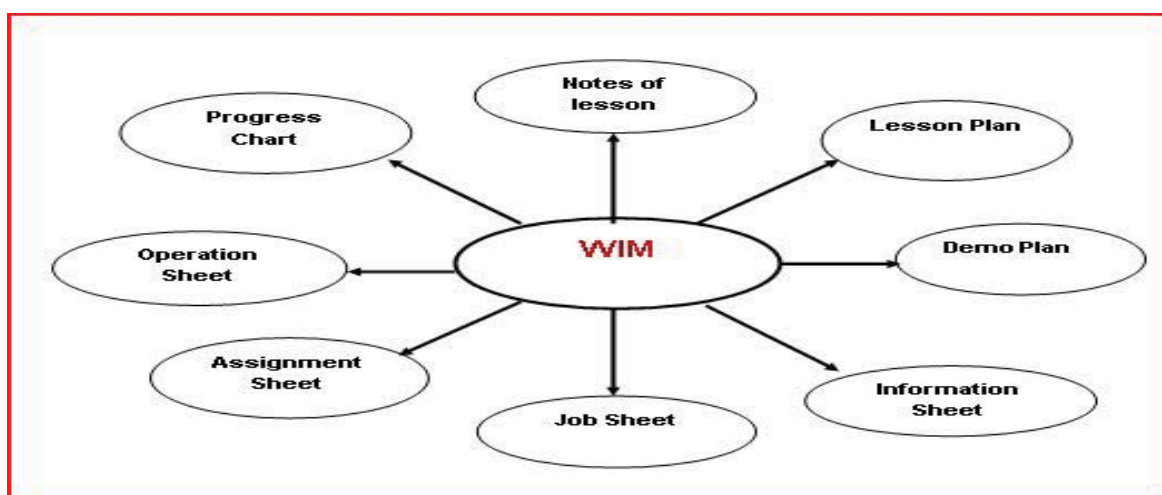 Notes of
lesson
Progress
Chart
Lesson Plan
WIM
Operation
Sheet
Demo Plan
Assignment
Sheet
Information
Sheet
Job Sheet